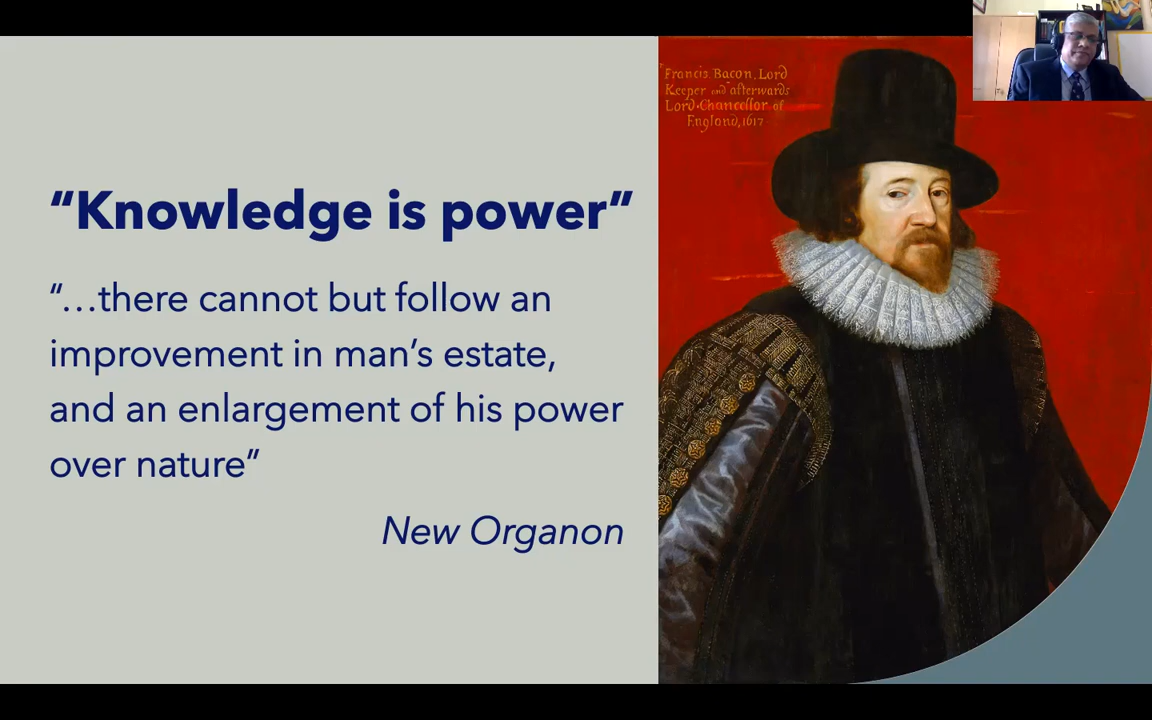 “Knowledge is power”
“…there cannot but follow an
improvement in man’s estate,
and an enlargement of his power
over nature”
New Organon
Francis. Bacon. Lord
Keeper and afterwards
Lord·Chancellor of
England, 1617